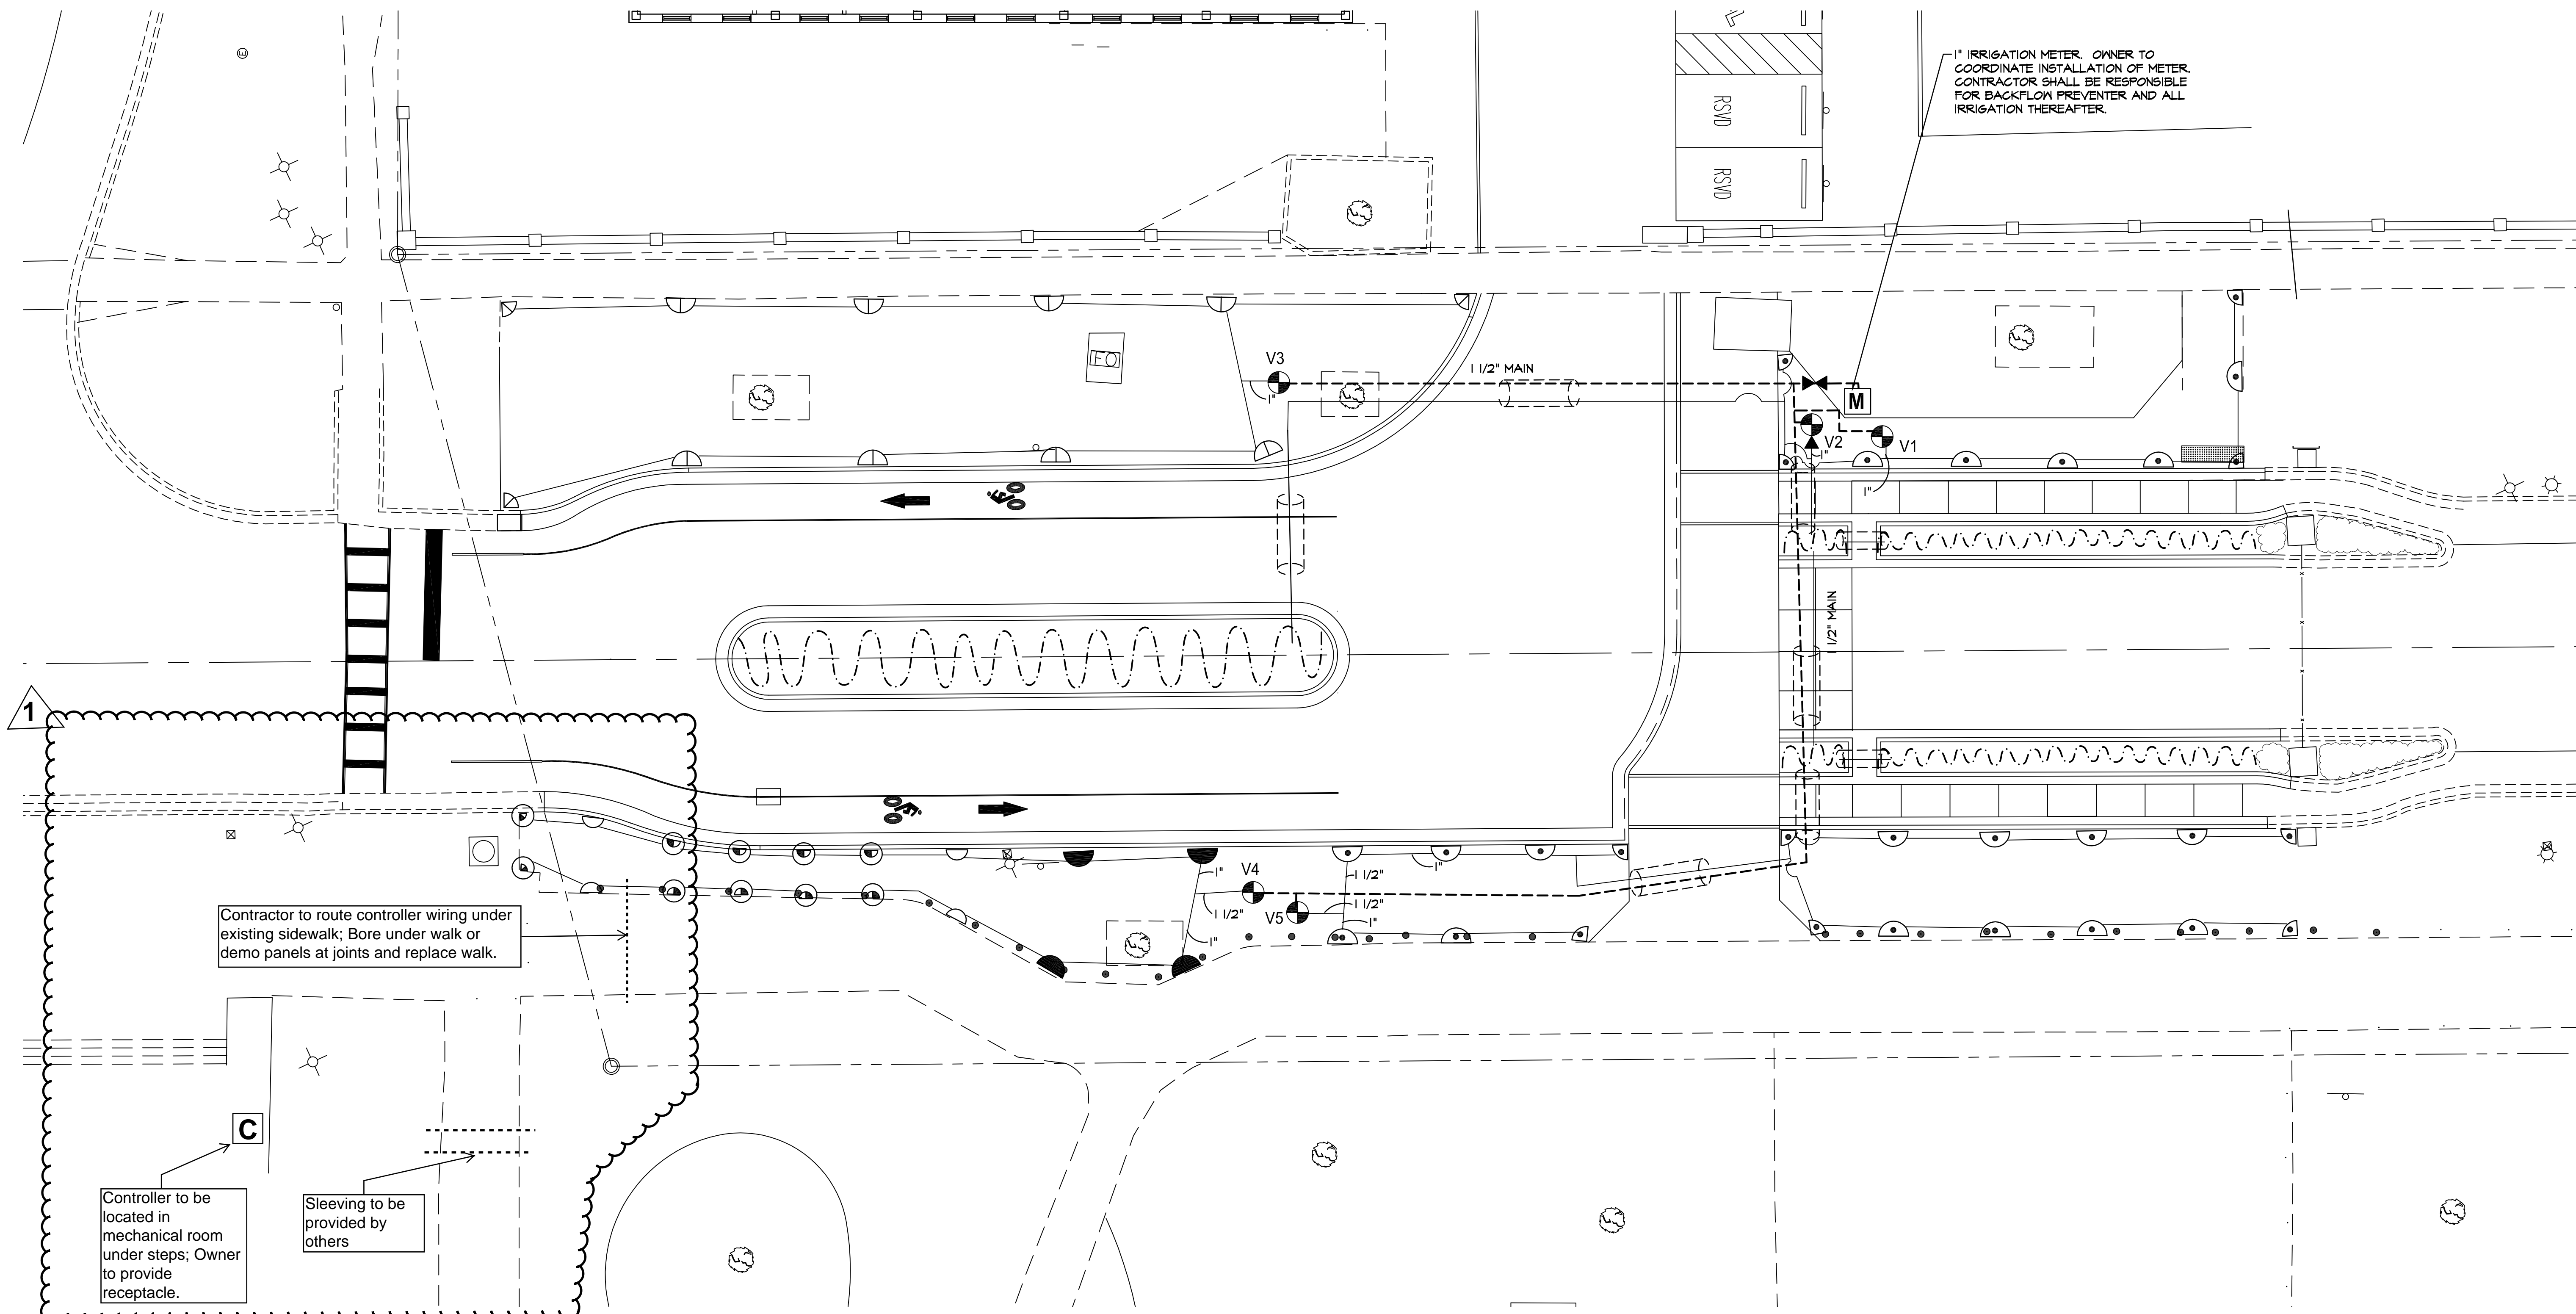 1" IRRIGATION METER. OWNER TO
COORDINATE INSTALLATION OF METER.
CONTRACTOR SHALL BE RESPONSIBLE
FOR BACKFLOW PREVENTER AND ALL
IRRIGATION THEREAFTER.
E
RSVD
RSVD
V3
1"
1 1/2" MAIN
M
V2
1"
V1
1"
FO
1 1/2" MAIN
1
V4
1"
1 1/2"
1"
V5
1 1/2"
1 1/2"
1"
1"
Contractor to route controller wiring under
existing sidewalk; Bore under walk or
demo panels at joints and replace walk.
C
Controller to be
located in
mechanical room
under steps; Owner
to provide
receptacle.
Sleeving to be
provided by
others